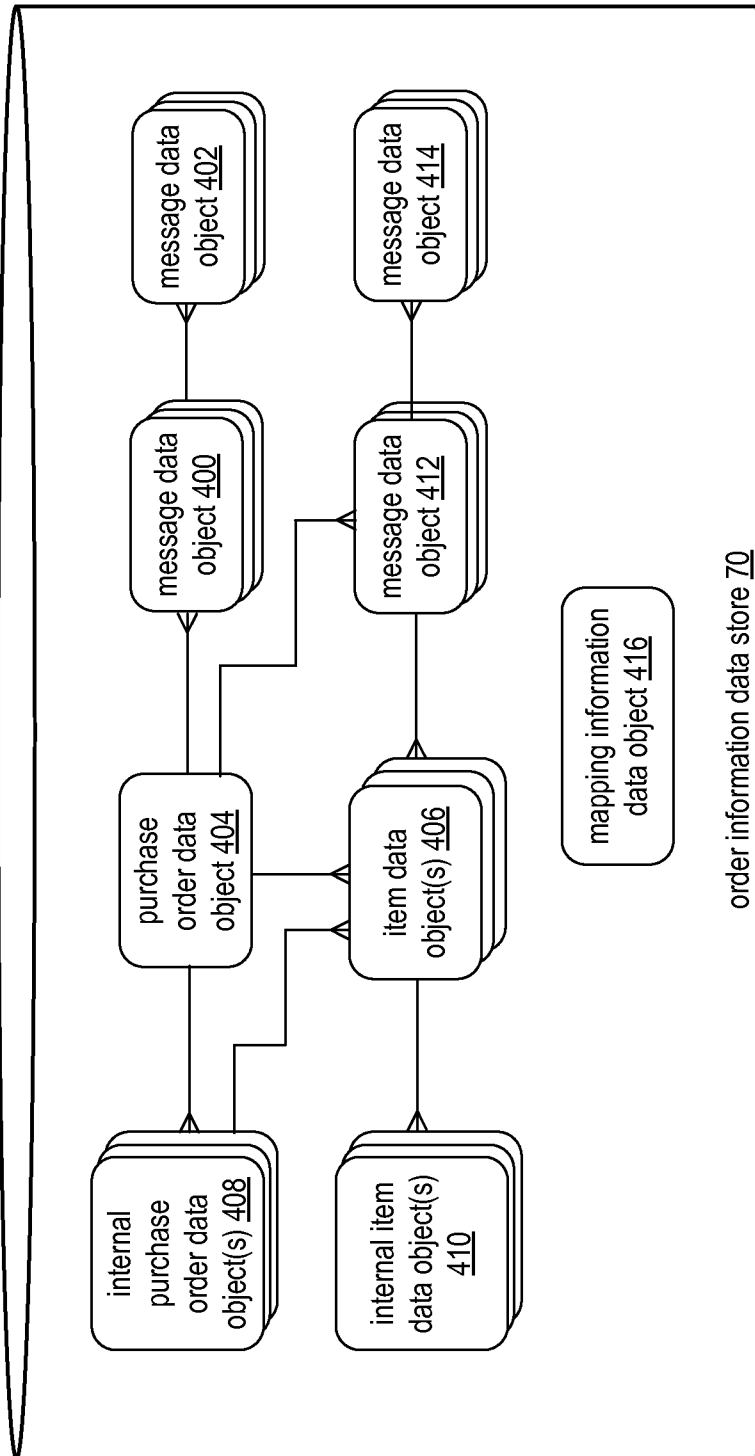 internal
purchase
order data
object(s) 408
purchase
order data
object 404
message data
object 400
message data
object 402
internal item
data object(s)
410
item data
object(s) 406
message data
object 412
message data
object 414
mapping information
data object 416
order information data store 70